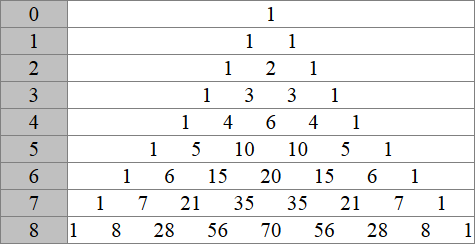 0 1
1 1 1
2 1 2 1
3 1 3 3 1
4 1 4 6 4 1
5 1 5 10 10 5 1
6 1 6 15 20 15 6 1
7 1 7 21 35 35 21 7 1
8 1 8 28 56 70 56 28 8 1